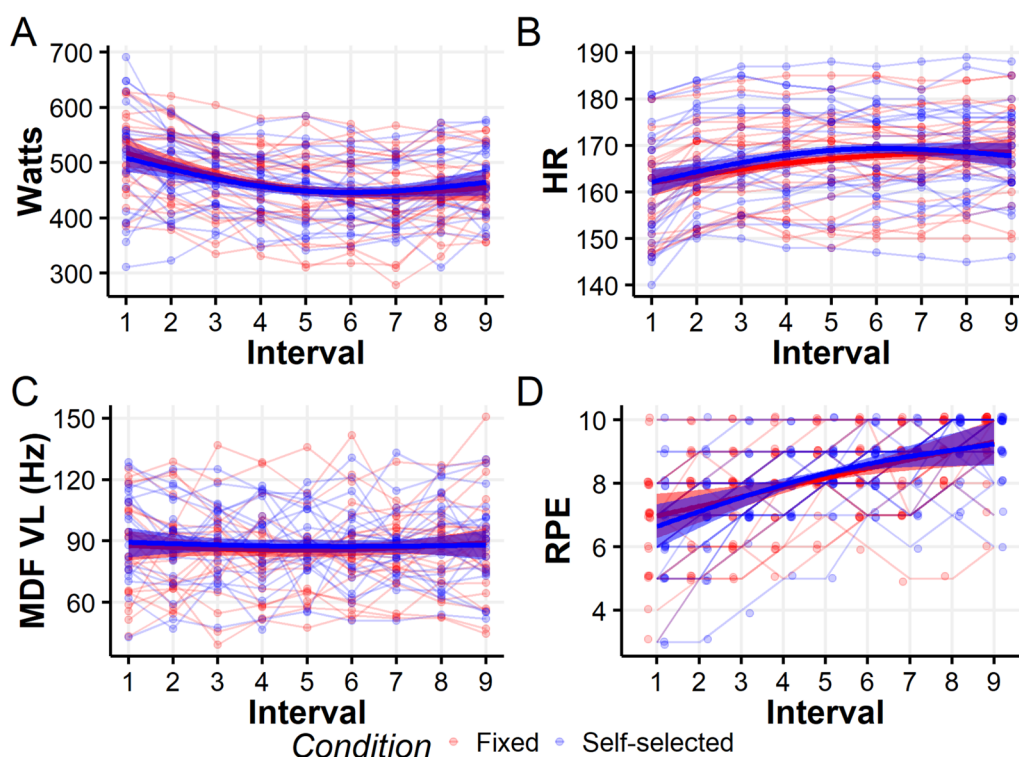 A
Watts
700
600
500
400
300
1 2 3 4 5 6 7 8 9
Interval
B
HR
190
180
170
160
150
140
1 2 3 4 5 6 7 8 9
Interval
C
MDF VL (Hz)
150
120
90
60
1 2 3 4 5 6 7 8 9
Interval
D
RPE
10
8
6
4
1 2 3 4 5 6 7 8 9
Interval
Condition Fixed Self-selected